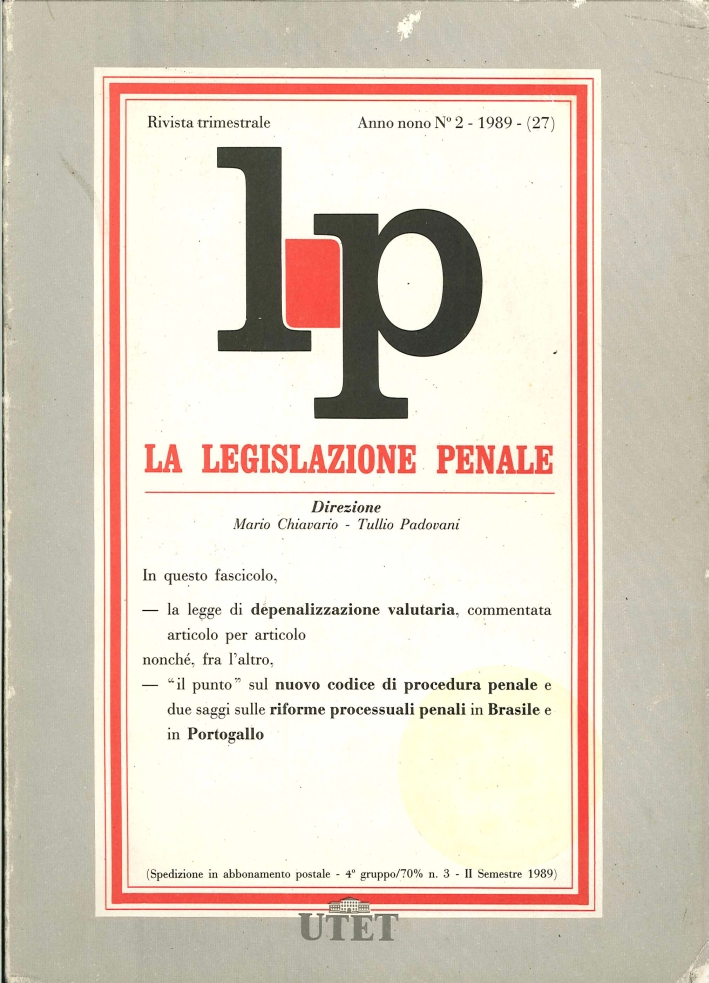 Rivista trimestrale Anno nono Nº 2 - 1989 - (27)
lp
LA LEGISLAZIONE PENALE
Direzione
Mario Chiavario - Tullio Padovani
In questo fascicolo,
— la legge di depenalizzazione valutaria, commentata
articolo per articolo
nonché, fra l'altro,
— “il punto” sul nuovo codice di procedura penale e
due saggi sulle riforme processuali penali in Brasile e
in Portogallo
(Spedizione in abbonamento postale - 4º gruppo/70% n. 3 - II Semestre 1989)
UTET